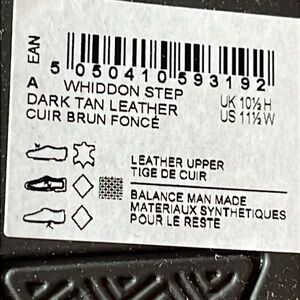 EAN
5 050410 593192
A WHIDDON STEP
DARK TAN LEATHER UK 10½ H
CUIR BRUN FONCÉ US 11½ W
LEATHER UPPER
TIGE DE CUIR
BALANCE MAN MADE
MATERIAUX SYNTHETIQUES
POUR LE RESTE